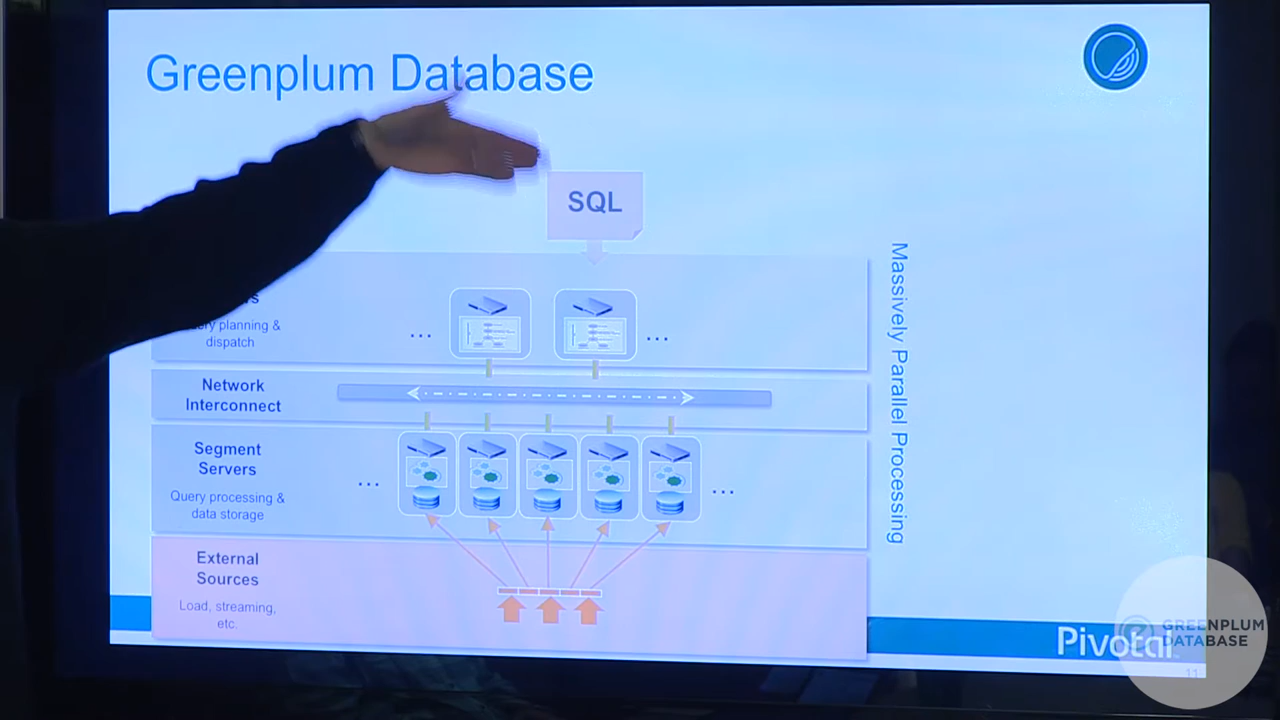 Greenplum Database
SQL
planning &
dispatch
Network
Interconnect
Segment
Servers
Query processing &
data storage
External
Sources
Load, streaming,
etc.
Massively Parallel Processing
Pivotal
GREENPLUM
DATABASE
11